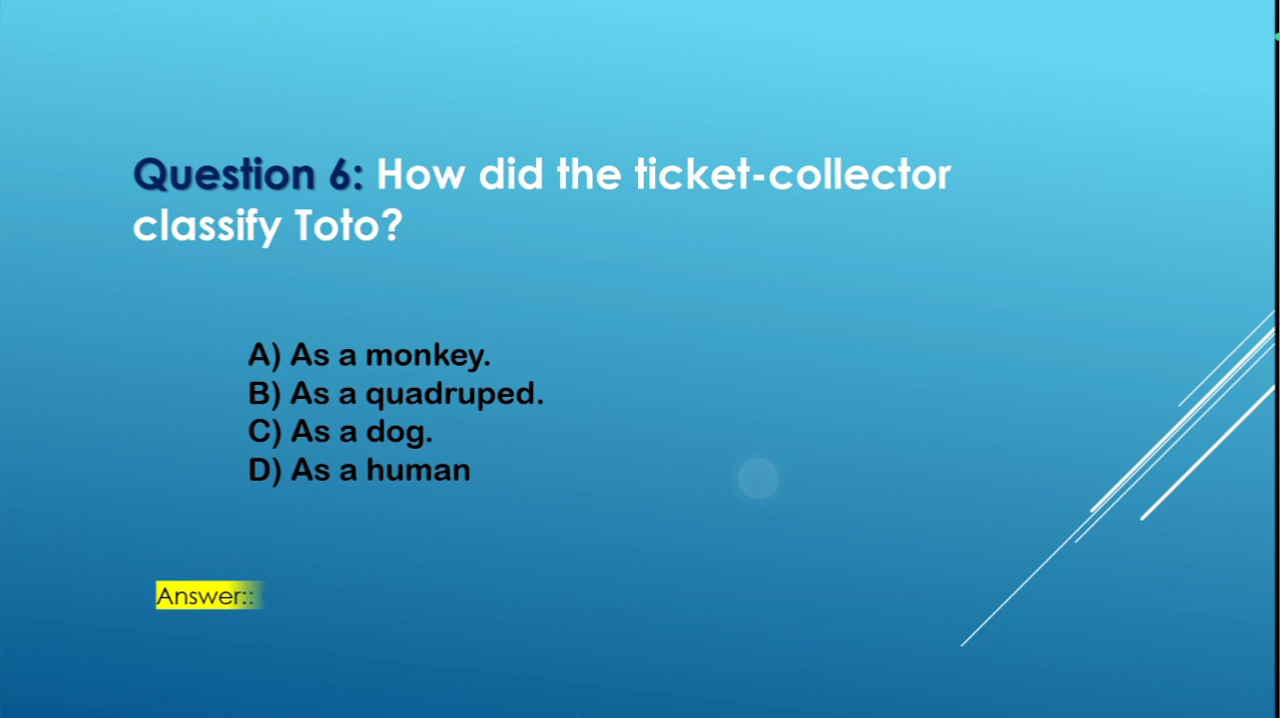 Question 6: How did the ticket-collector
classify Toto?
A) As a monkey.
B) As a quadruped.
C) As a dog.
D) As a human
Answer::